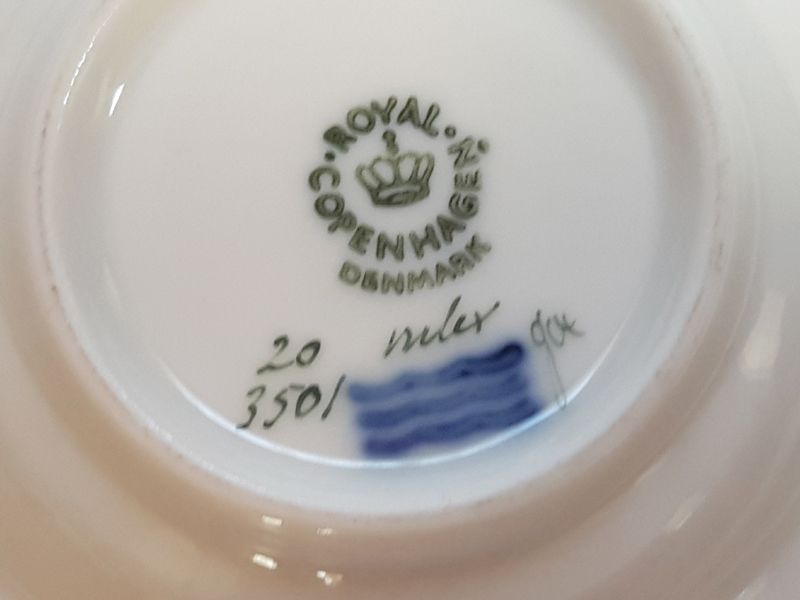 ROYAL
COPENHAGEN
DENMARK
20
3501